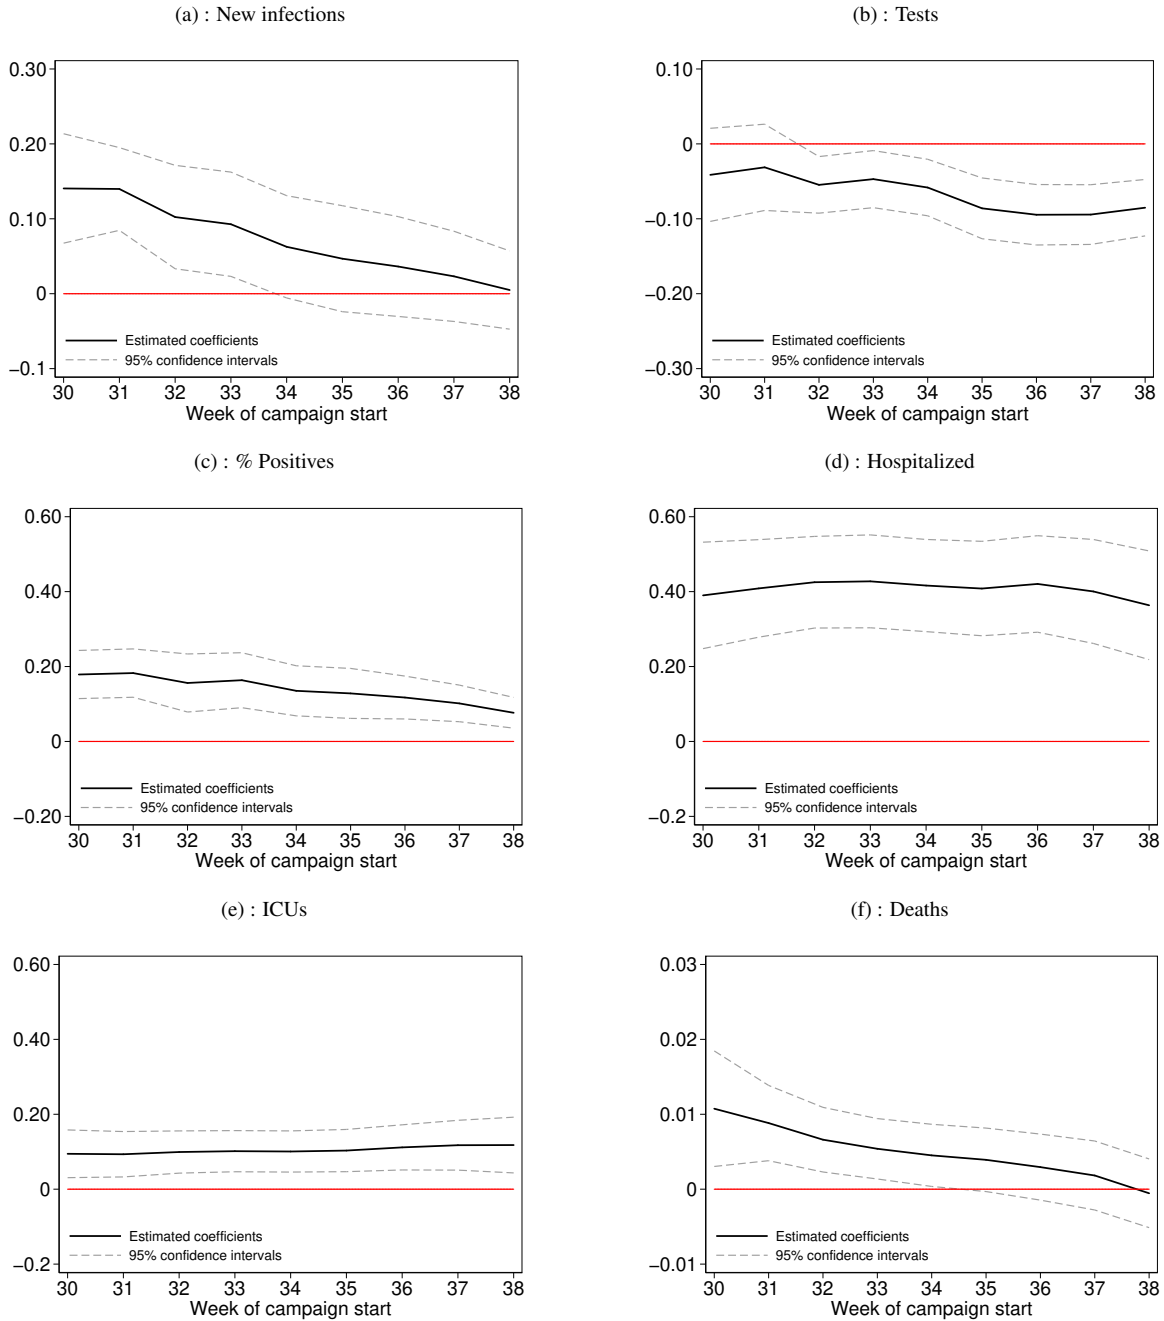 (a) : New infections
0.30
0.20
0.10
0
−0.1
Estimated coefficients
95% confidence intervals
30 31 32 33 34 35 36 37 38
Week of campaign start
(b) : Tests
0.10
0
−0.10
−0.20
−0.30
Estimated coefficients
95% confidence intervals
30 31 32 33 34 35 36 37 38
Week of campaign start
(c) : % Positives
0.60
0.40
0.20
0
−0.20
Estimated coefficients
95% confidence intervals
30 31 32 33 34 35 36 37 38
Week of campaign start
(d) : Hospitalized
0.60
0.40
0.20
0
−0.2
Estimated coefficients
95% confidence intervals
30 31 32 33 34 35 36 37 38
Week of campaign start
(e) : ICUs
0.60
0.40
0.20
0
−0.2
Estimated coefficients
95% confidence intervals
30 31 32 33 34 35 36 37 38
Week of campaign start
(f) : Deaths
0.03
0.02
0.01
0
−0.01
Estimated coefficients
95% confidence intervals
30 31 32 33 34 35 36 37 38
Week of campaign start